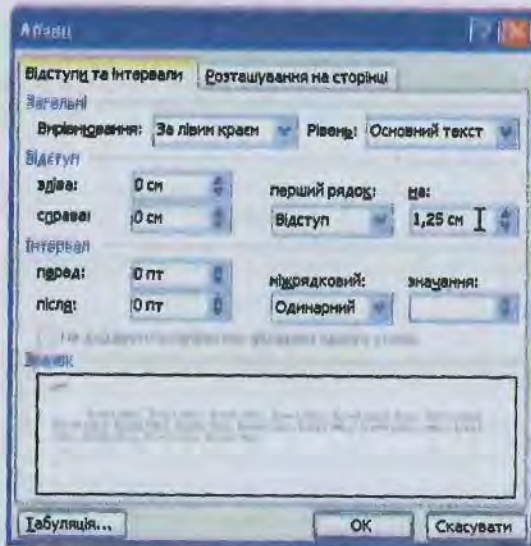 Абзац
Відступи та інтервали Розташування на сторінці
Загальні
Вирівнювання: За лівим краєм Рівень: Основний текст
Відступ
зліва: 0 см перший рядок: на:
справа: 0 см Відступ 1,25 см
Інтервал
перед: 0 пт міжрядковий: значення:
після: 0 пт Одинарний
Зразок
Табуляція... ОК Скасувати